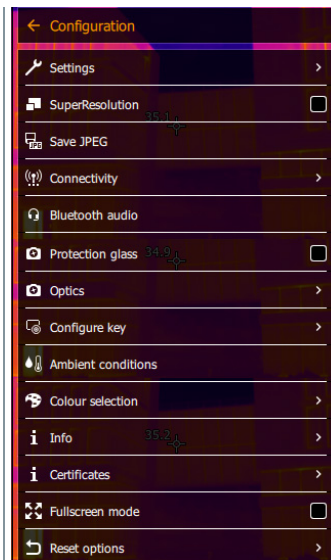 Configuration
Settings
SuperResolution
35.1
JPEG
Save JPEG
Connectivity
Bluetooth audio
Protection glass
34.9
Optics
Configure key
Ambient conditions
Colour selection
Info
35.2
Certificates
Fullscreen mode
Reset options